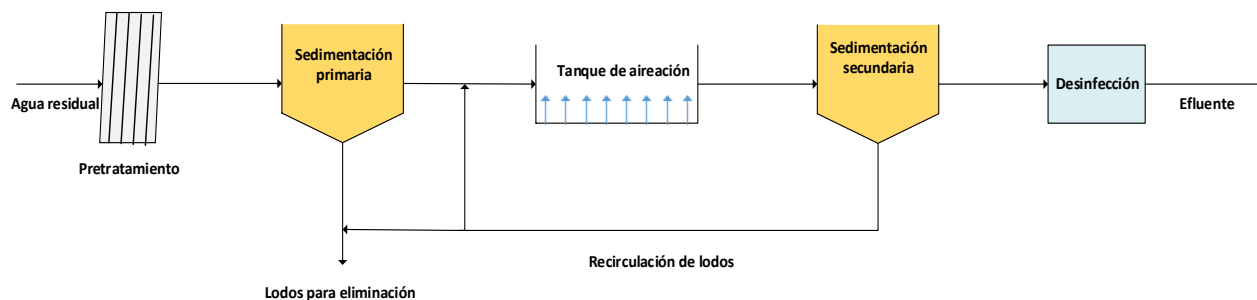 Agua residual
Pretratamiento
Sedimentación
primaria
Tanque de aireación
Sedimentación
secundaria
Desinfección
Efluente
Recirculación de lodos
Lodos para eliminación